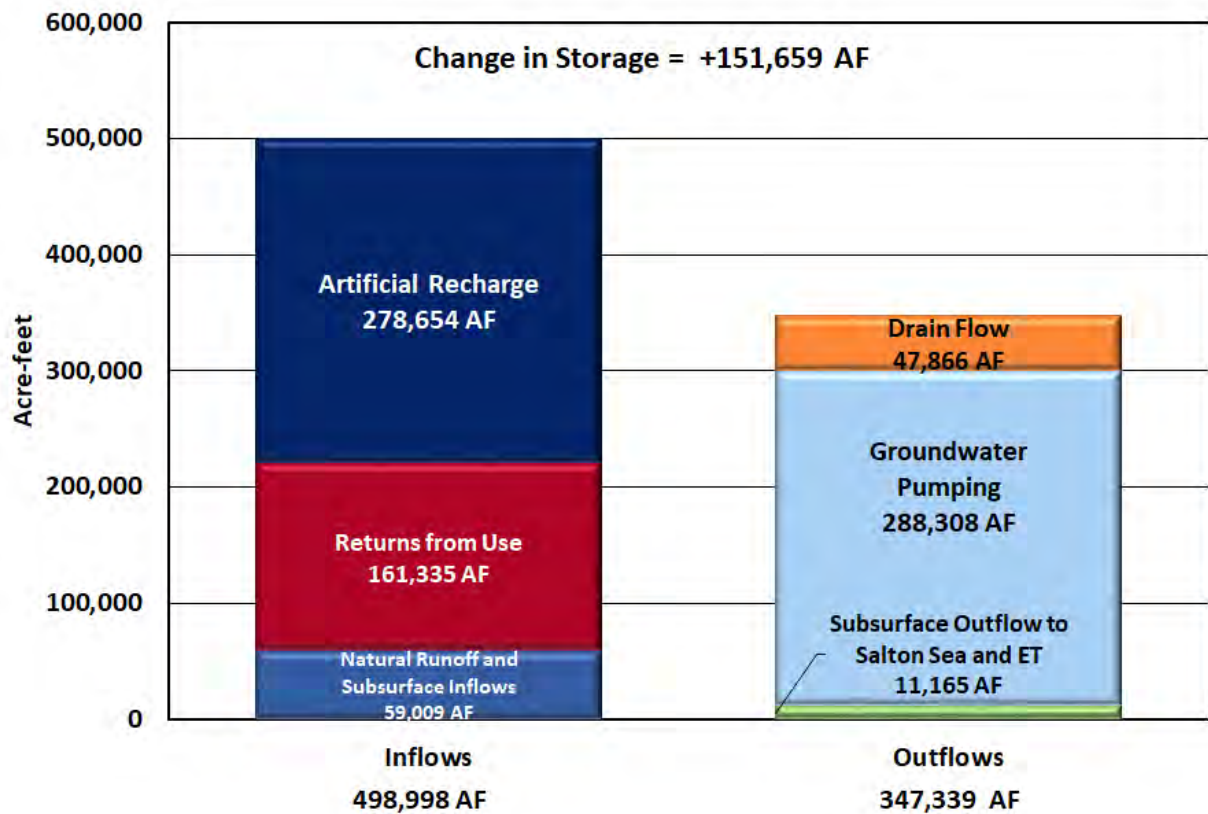 600,000
Change in Storage = +151,659 AF
500,000
400,000
300,000
200,000
100,000
0
Acre-feet
Artificial Recharge
278,654 AF
Returns from Use
161,335 AF
Natural Runoff and
Subsurface Inflows
59,009 AF
Drain Flow
47,866 AF
Groundwater
Pumping
288,308 AF
Subsurface Outflow to
Salton Sea and ET
11,165 AF
Inflows
498,998 AF
Outflows
347,339 AF